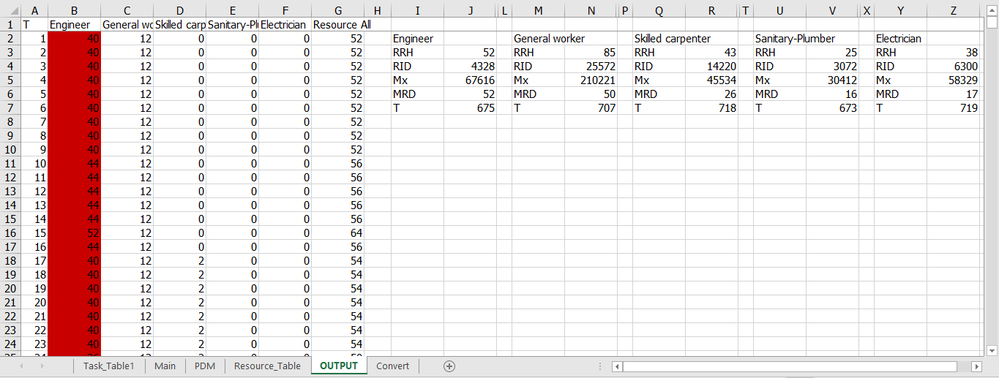 A B C D E F G H I J L M N P Q R T U V X Y Z
1 T Engineer General wo Skilled carp Sanitary-Plu Electrician Resource All
2 1 40 12 0 0 0 52 Engineer General worker Skilled carpenter Sanitary-Plumber Electrician
3 2 40 12 0 0 0 52 RRH 52 RRH 85 RRH 43 RRH 25 RRH 38
4 3 40 12 0 0 0 52 RID 4328 RID 25572 RID 14220 RID 3072 RID 6300
5 4 40 12 0 0 0 52 Mx 67616 Mx 210221 Mx 45534 Mx 30412 Mx 58329
6 5 40 12 0 0 0 52 MRD 52 MRD 50 MRD 26 MRD 16 MRD 17
7 6 40 12 0 0 0 52 T 675 T 707 T 718 T 673 T 719
8 7 40 12 0 0 0 52
9 8 40 12 0 0 0 52
10 9 40 12 0 0 0 52
11 10 44 12 0 0 0 56
12 11 44 12 0 0 0 56
13 12 44 12 0 0 0 56
14 13 44 12 0 0 0 56
15 14 44 12 0 0 0 56
16 15 52 12 0 0 0 64
17 16 44 12 0 0 0 56
18 17 40 12 2 0 0 54
19 18 40 12 2 0 0 54
20 19 40 12 2 0 0 54
21 20 40 12 2 0 0 54
22 21 40 12 2 0 0 54
23 22 40 12 2 0 0 54
24 23 40 12 2 0 0 54
Task_Table1 Main PDM Resource_Table OUTPUT Convert